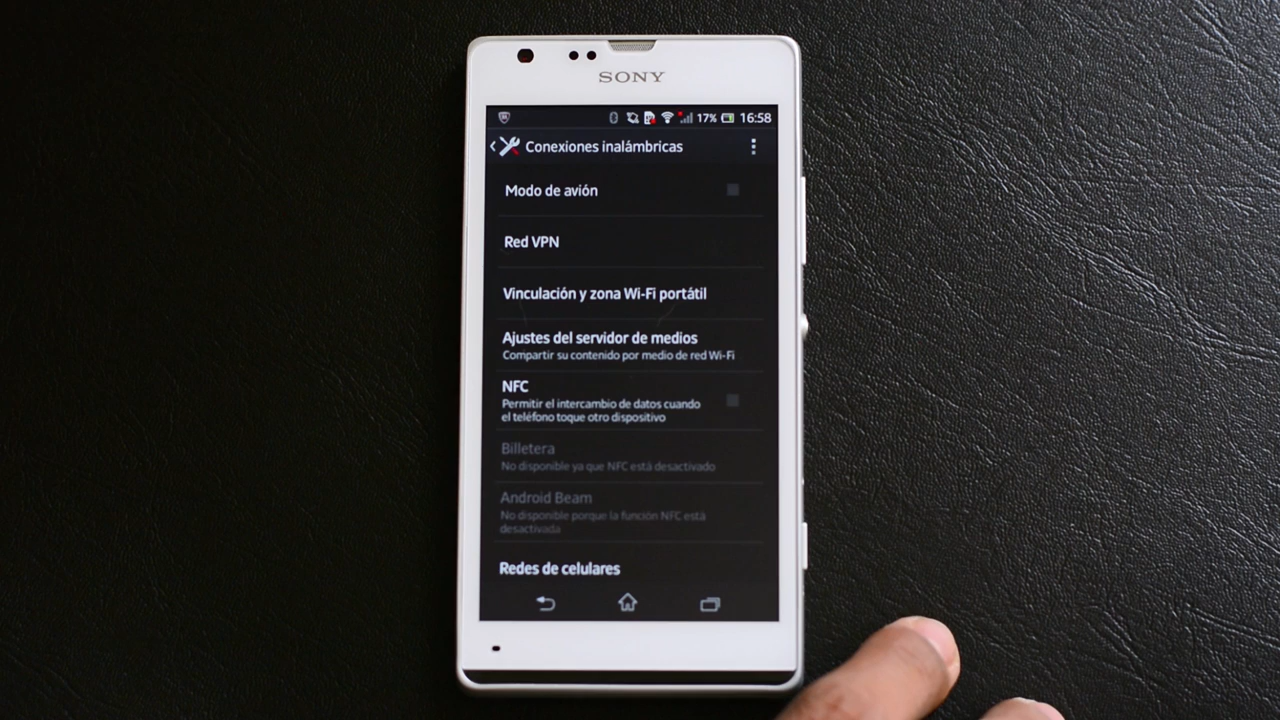 SONY
17% 16:58
Conexiones inalámbricas
Modo de avión
Red VPN
Vinculación y zona Wi-Fi portátil
Ajustes del servidor de medios
Compartir su contenido por medio de red Wi-Fi
NFC
Permitir el intercambio de datos cuando
el teléfono toque otro dispositivo
Billetera
No disponible ya que NFC está desactivado
Android Beam
No disponible porque la función NFC está
desactivada
Redes de celulares